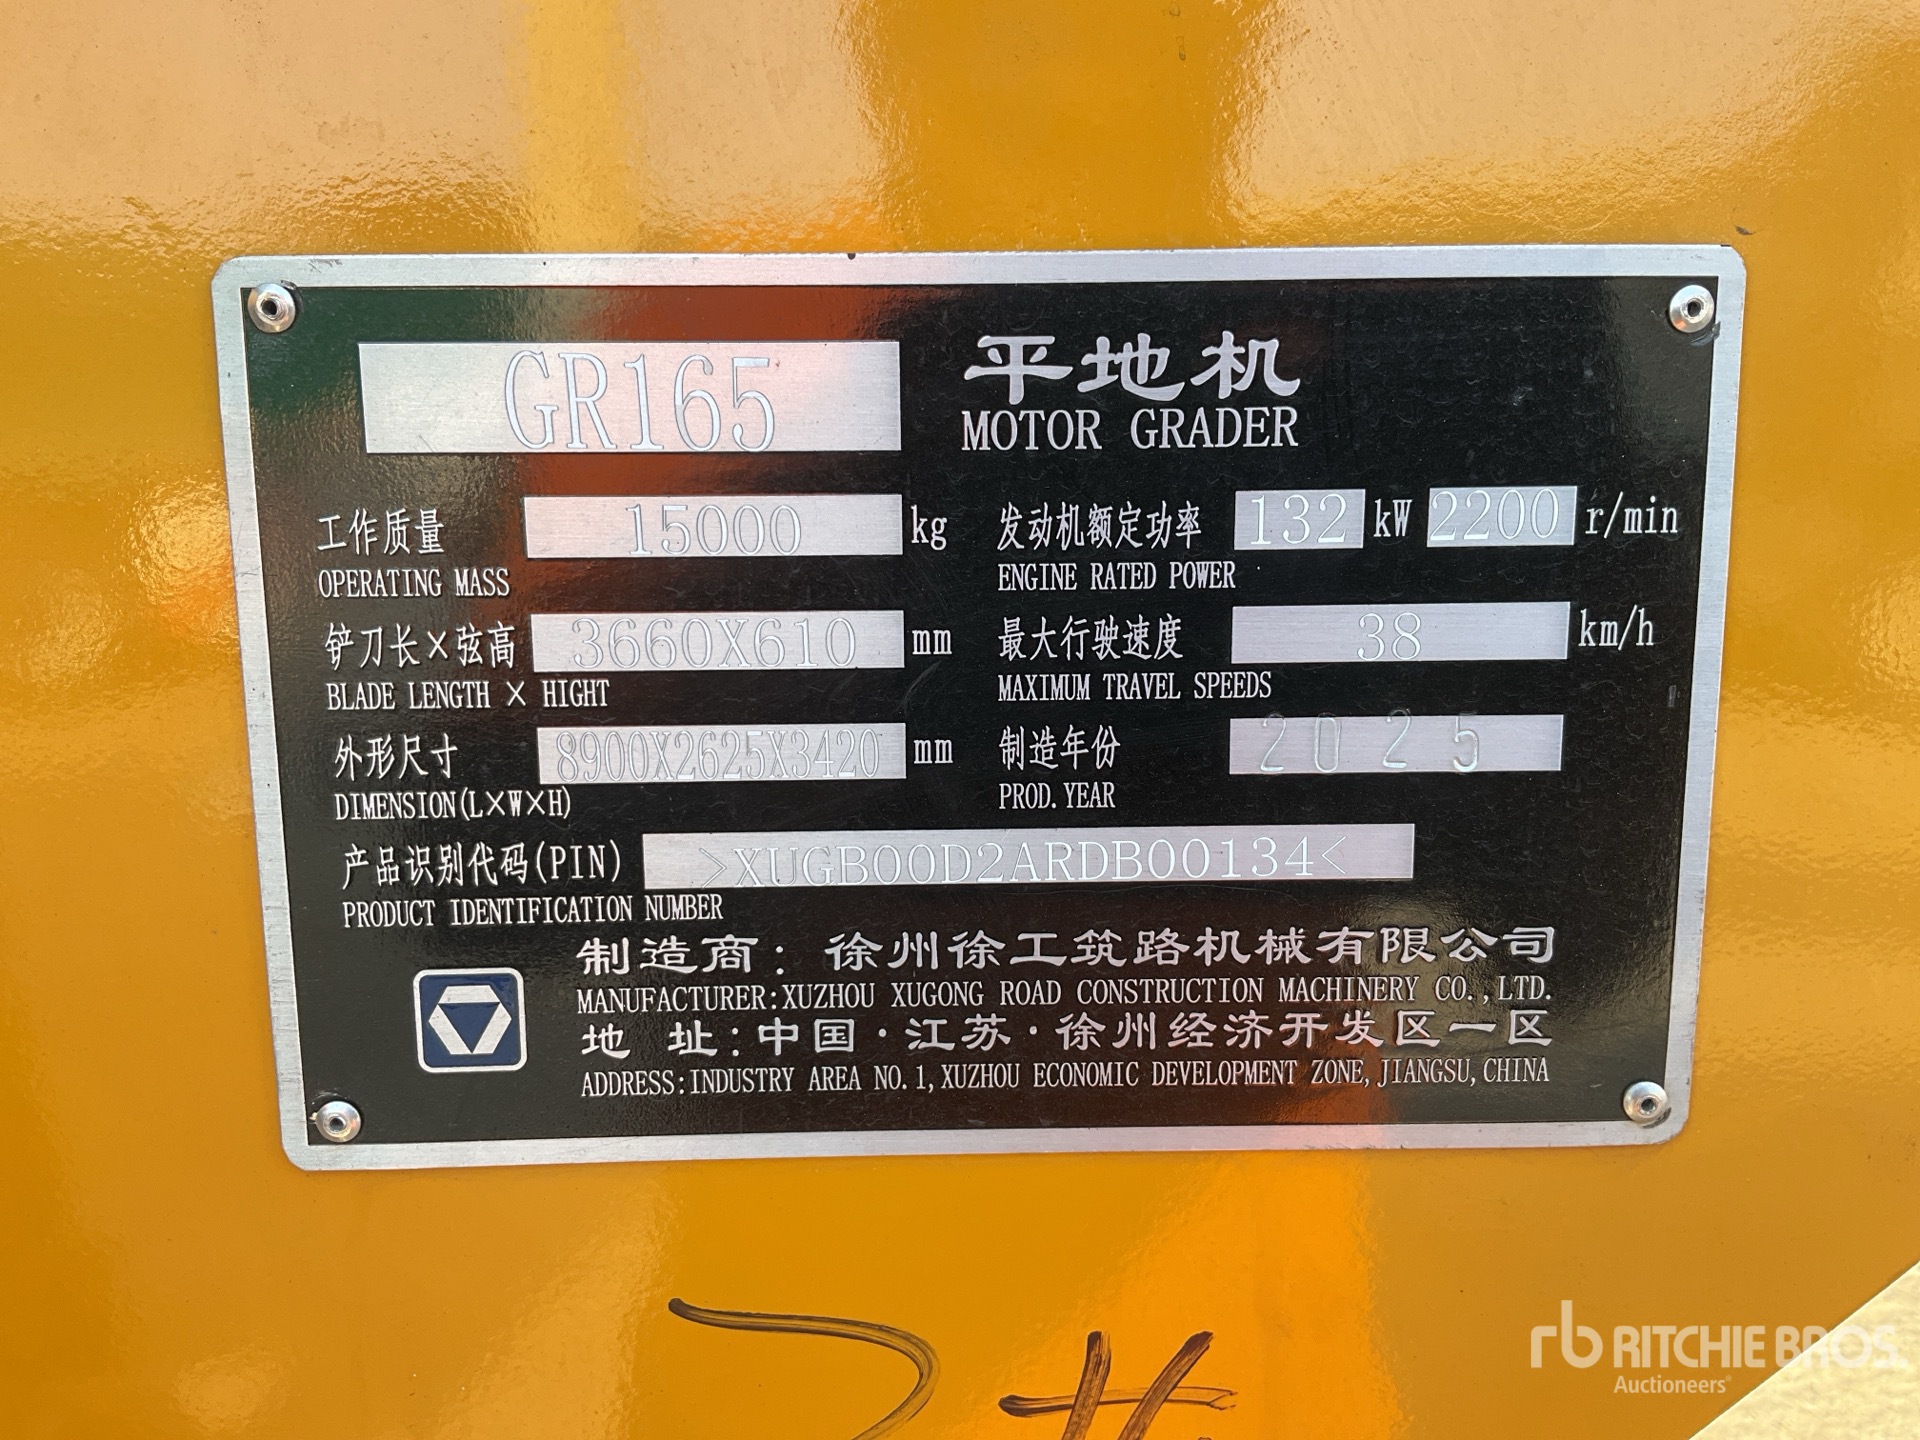 GR165
平地机
MOTOR GRADER
工作质量 15000 kg
OPERATING MASS
发动机额定功率 132 kW 2200 r/min
ENGINE RATED POWER
铲刀长×弦高 3660X610 mm
BLADE LENGTH × HIGHT
最大行驶速度 38 km/h
MAXIMUM TRAVEL SPEEDS
外形尺寸 8900X2625X3420 mm
DIMENSION(L×W×H)
制造年份 2025
PROD. YEAR
产品识别代码(PIN) >XUGB00D2ARDB00134<
PRODUCT IDENTIFICATION NUMBER
制造商: 徐州徐工筑路机械有限公司
MANUFACTURER:XUZHOU XUGONG ROAD CONSTRUCTION MACHINERY CO.,LTD.
地 址:中国·江苏·徐州经济开发区一区
ADDRESS:INDUSTRY AREA NO.1,XUZHOU ECONOMIC DEVELOPMENT ZONE,JIANGSU,CHINA
rb RITCHIE BROS.
Auctioneers